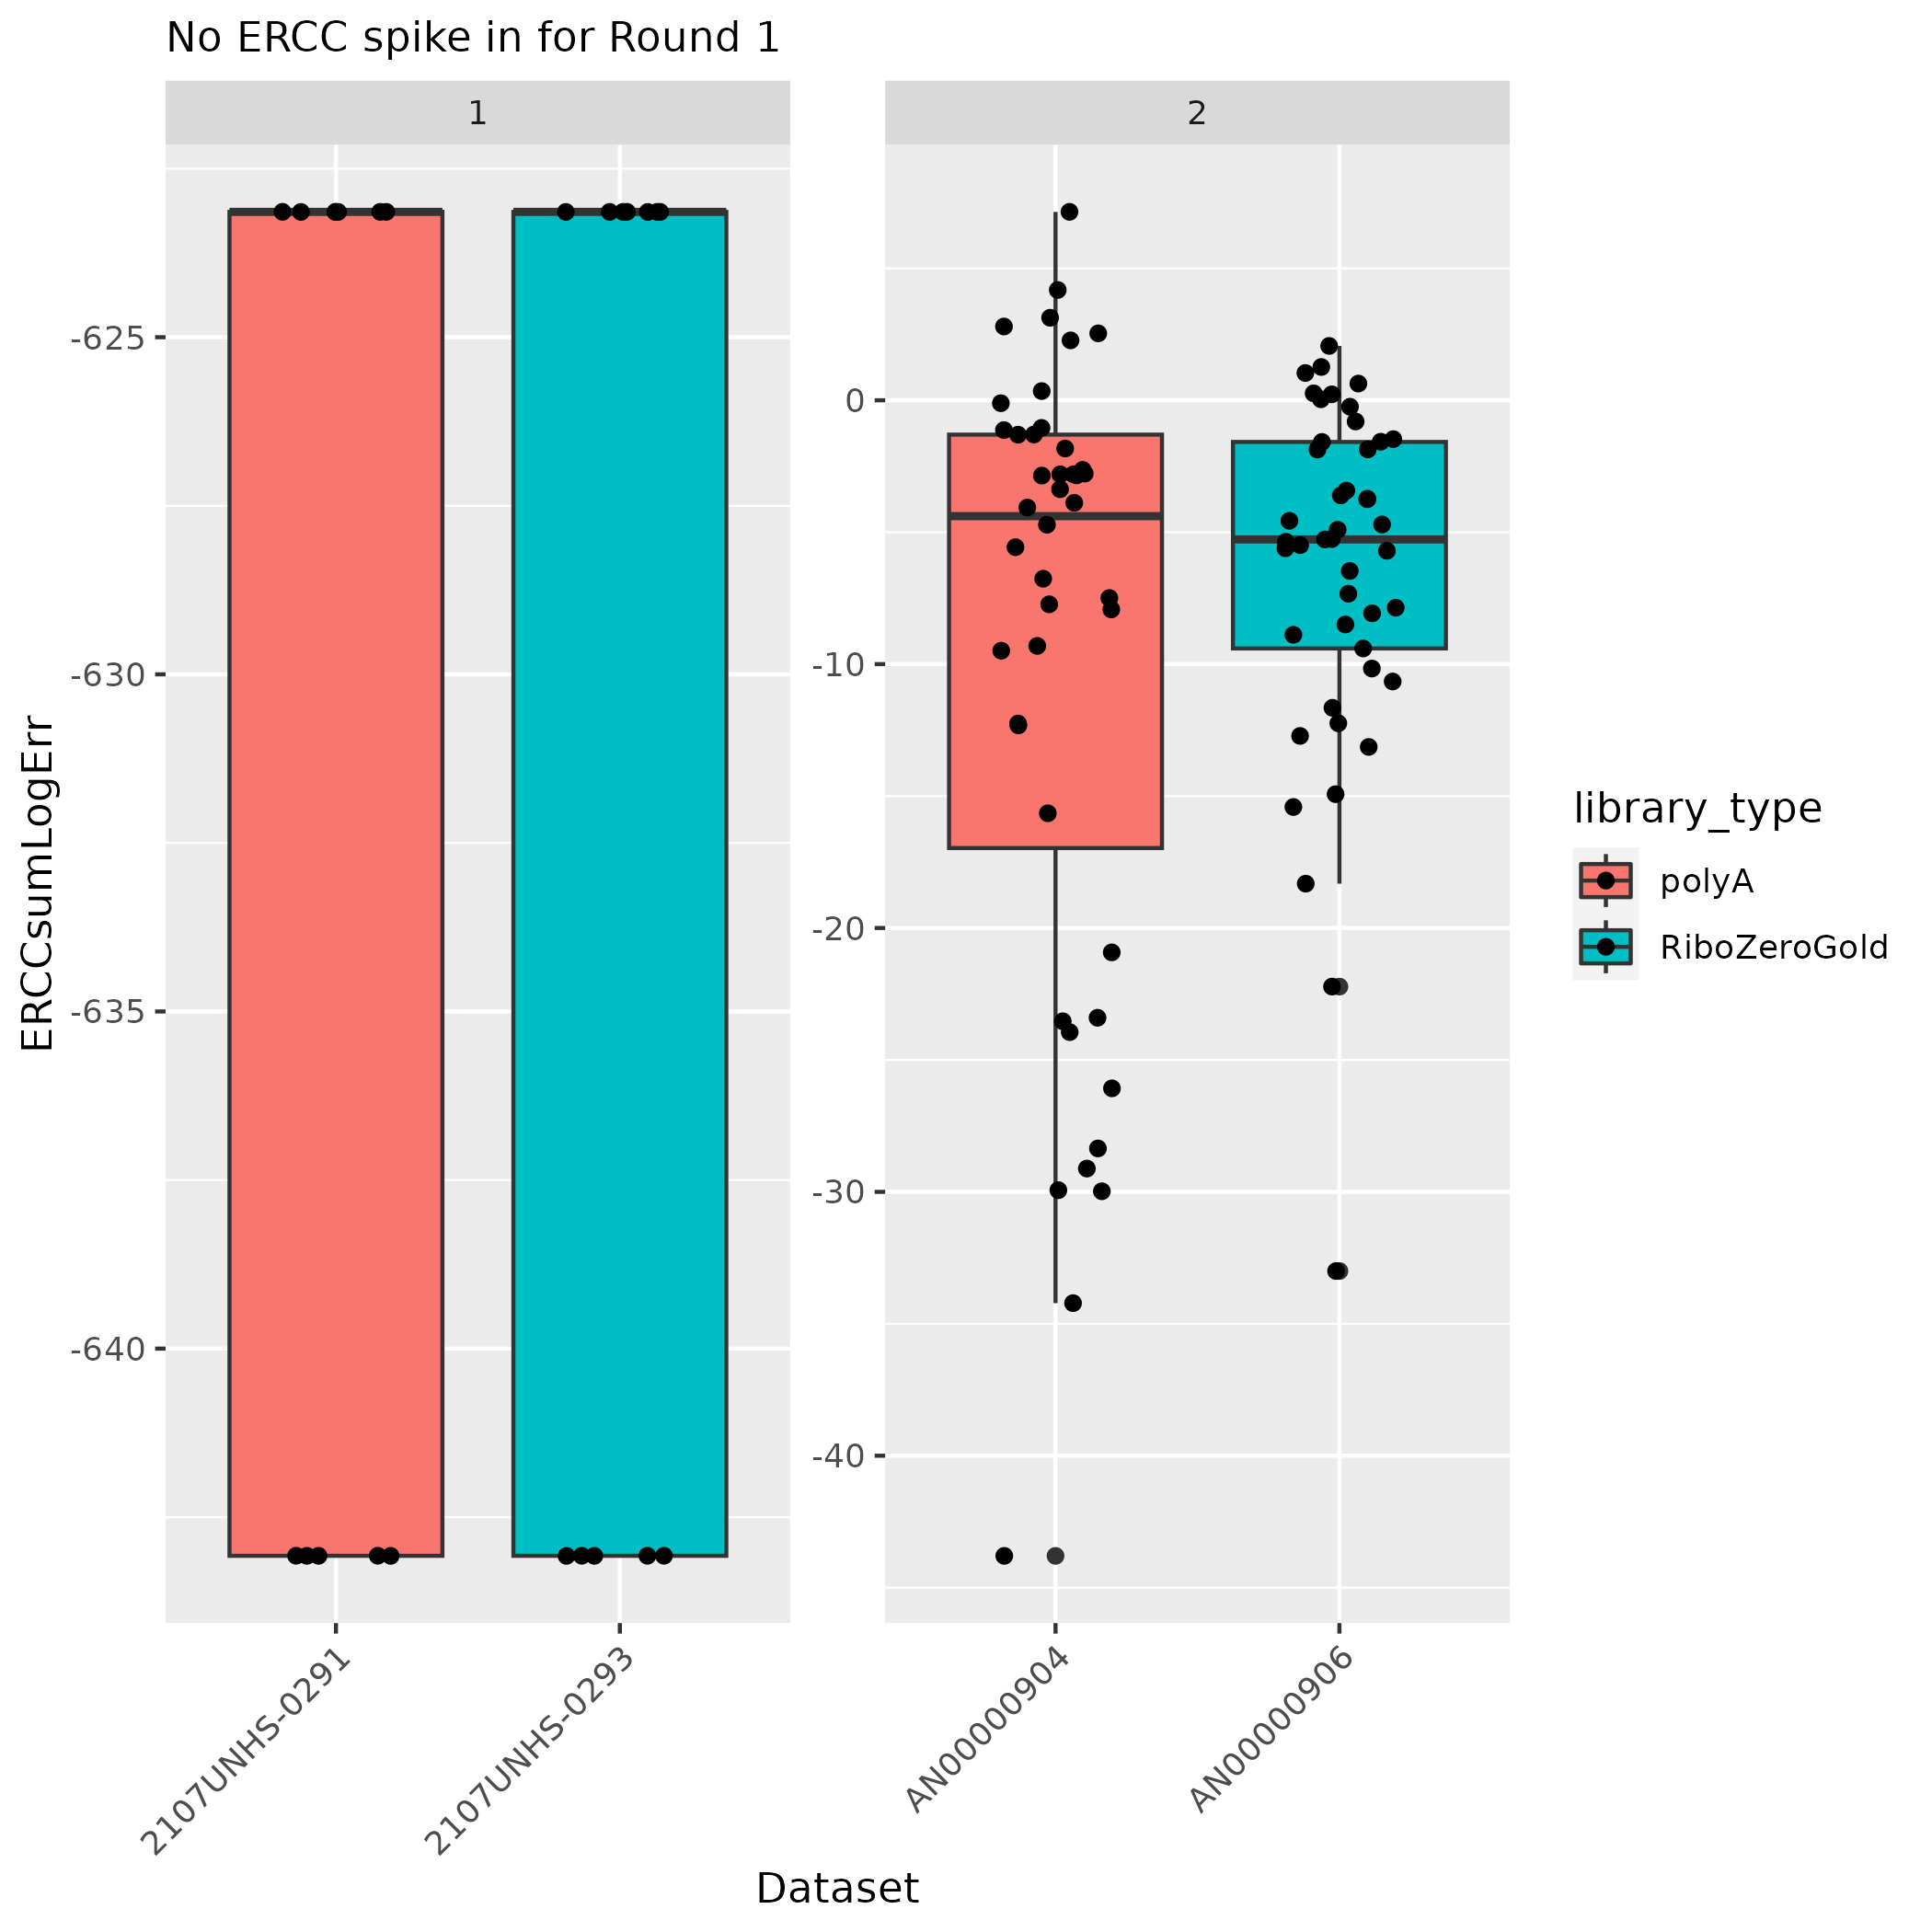 No ERCC spike in for Round 1
1
2
-625
-630
-635
-640
0
-10
-20
-30
-40
ERCCsumLogErr
2107UNHS-0291
2107UNHS-0293
AN00000904
AN00000906
Dataset
library_type
polyA
RiboZeroGold